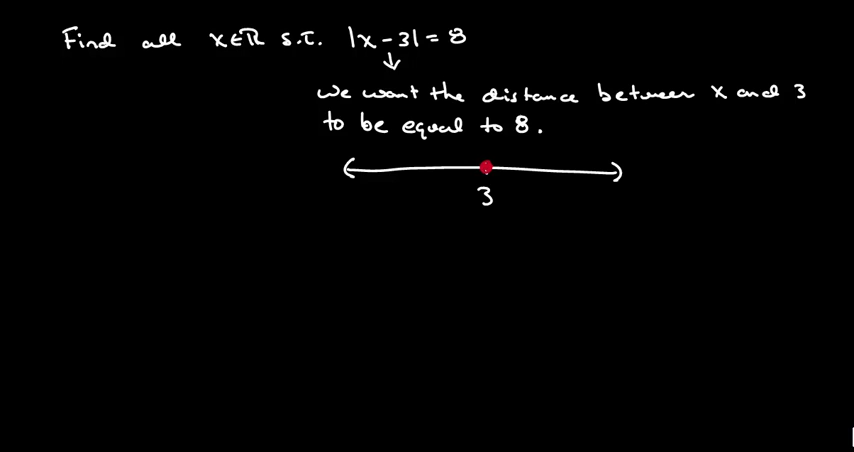 Find all x∈ℝ s.t. |x-3|=8
we want the distance between x and 3
to be equal to 8.
3